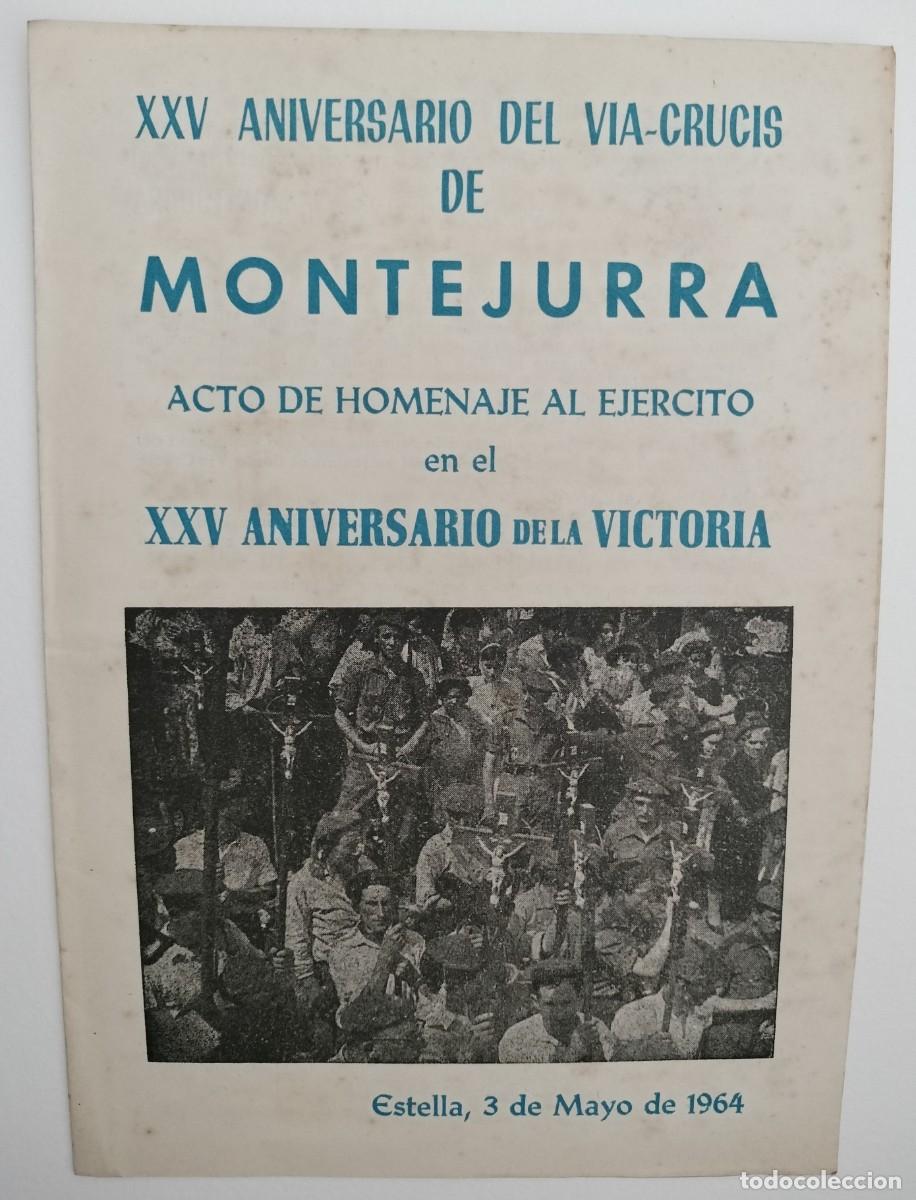 XXV ANIVERSARIO DEL VIA-CRUCIS
DE
MONTEJURRA
ACTO DE HOMENAJE AL EJERCITO
en el
XXV ANIVERSARIO DE LA VICTORIA
Estella, 3 de Mayo de 1964
todocoleccion